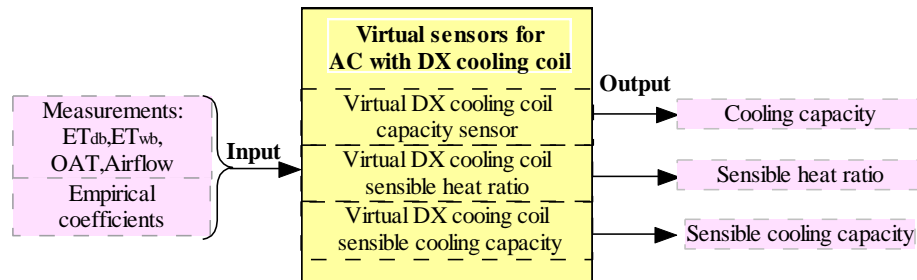 Virtual sensors for
AC with DX cooling coil
Output
Measurements:
ETdb,ETwb,
OAT,Airflow
Empirical
coefficients
Input
Virtual DX cooling coil
capacity sensor
Virtual DX cooling coil
sensible heat ratio
Virtual DX cooing coil
sensible cooling capacity
Cooling capacity
Sensible heat ratio
Sensible cooling capacity